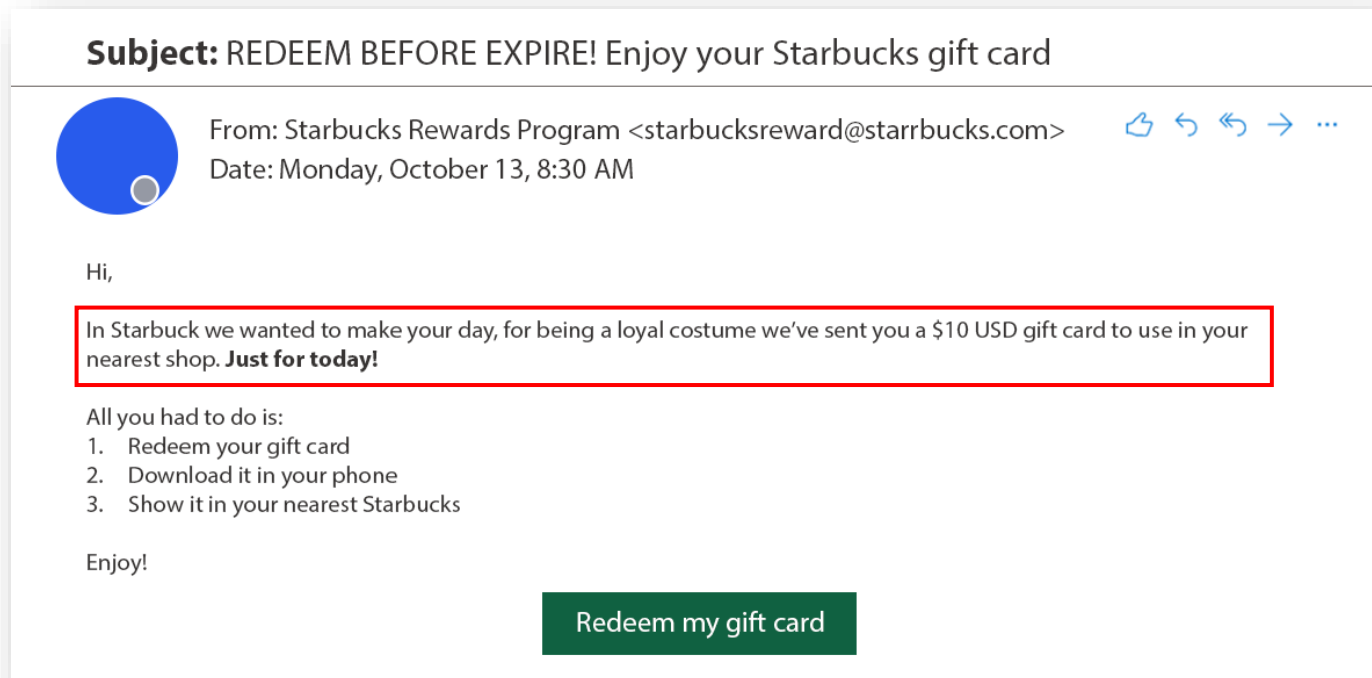 Subject: REDEEM BEFORE EXPIRE! Enjoy your Starbucks gift card
From: Starbucks Rewards Program <starbucksreward@starrbucks.com>
Date: Monday, October 13, 8:30 AM
Hi,
In Starbuck we wanted to make your day, for being a loyal costume we’ve sent you a $10 USD gift card to use in your
nearest shop. Just for today!
All you had to do is:
1. Redeem your gift card
2. Download it in your phone
3. Show it in your nearest Starbucks
Enjoy!
Redeem my gift card